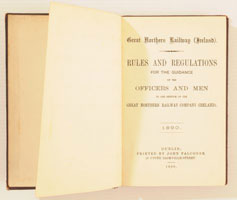 Great Northern Railway (Ireland).
RULES AND REGULATIONS
FOR THE GUIDANCE
OF THE
OFFICERS AND MEN
IN THE SERVICE OF THE
GREAT NORTHERN RAILWAY COMPANY (IRELAND).
DUBLIN:
PRINTED BY JOHN FALCONER,